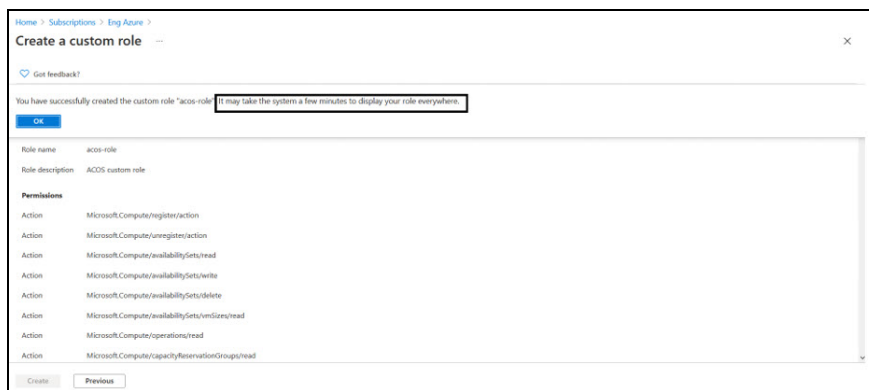 Home > Subscriptions > Eng Azure >
Create a custom role ...
Got feedback?
You have successfully created the custom role "acos-role". It may take the system a few minutes to display your role everywhere.
OK
Role name acos-role
Role description ACOS custom role
Permissions
Action Microsoft.Compute/register/action
Action Microsoft.Compute/unregister/action
Action Microsoft.Compute/availabilitySets/read
Action Microsoft.Compute/availabilitySets/write
Action Microsoft.Compute/availabilitySets/delete
Action Microsoft.Compute/availabilitySets/vmSizes/read
Action Microsoft.Compute/operations/read
Action Microsoft.Compute/capacityReservationGroups/read
Create Previous